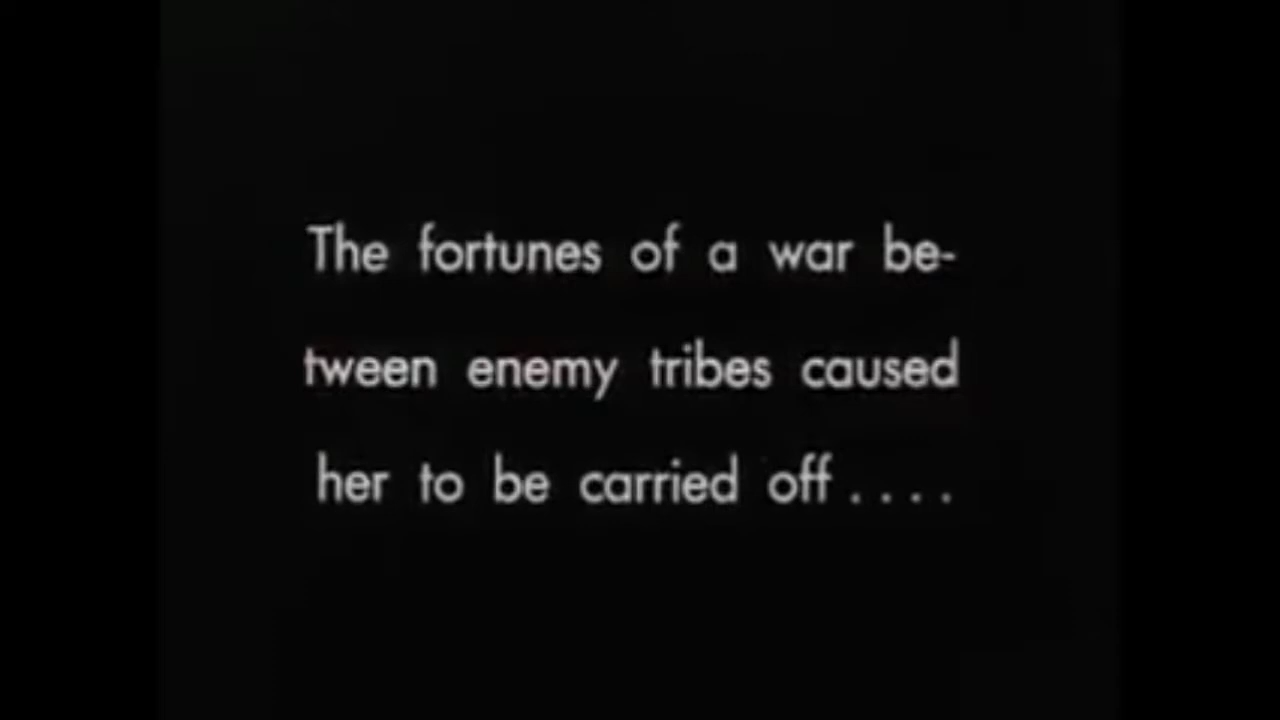 The fortunes of a war be-
tween enemy tribes caused
her to be carried off....